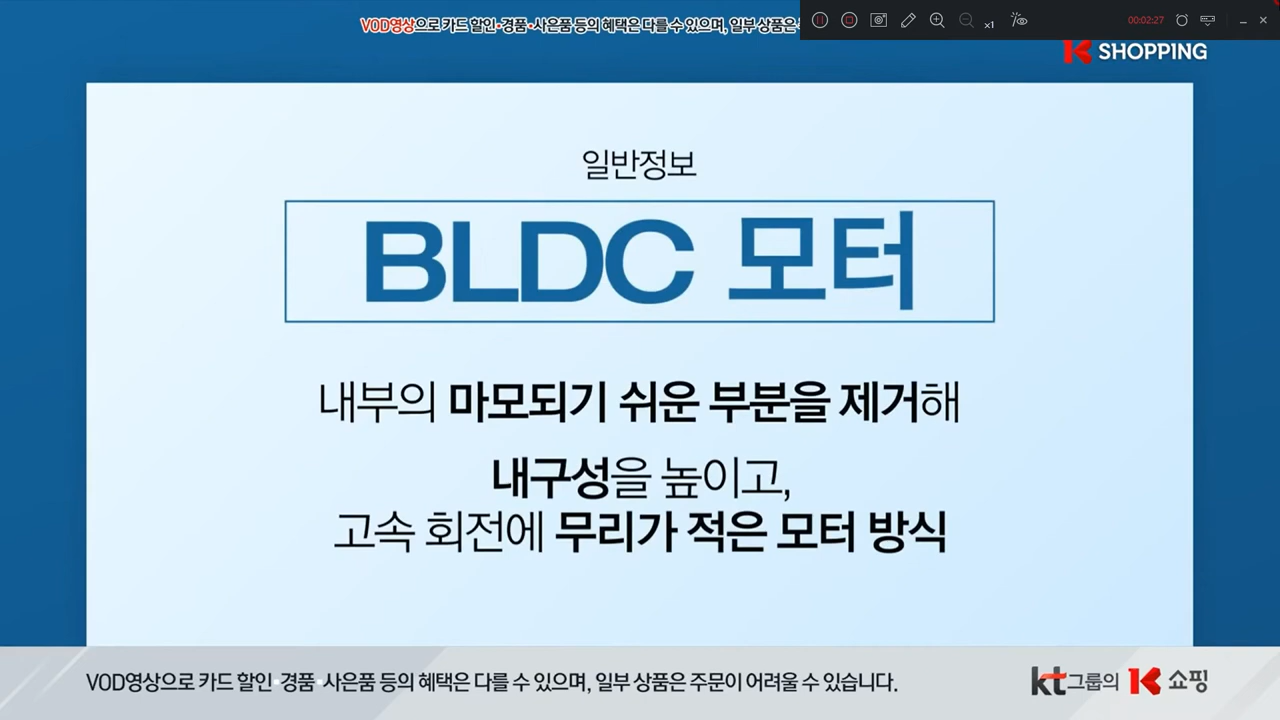 VOD영상으로 카드 할인·경품·사은품 등의 혜택은 다를 수 있으며, 일부 상품은
x1
00:02:27
K SHOPPING
일반정보
BLDC 모터
내부의 마모되기 쉬운 부분을 제거해
내구성을 높이고,
고속 회전에 무리가 적은 모터 방식
VOD영상으로 카드 할인·경품·사은품 등의 혜택은 다를 수 있으며, 일부 상품은 주문이 어려울 수 있습니다.
kt그룹의 K 쇼핑